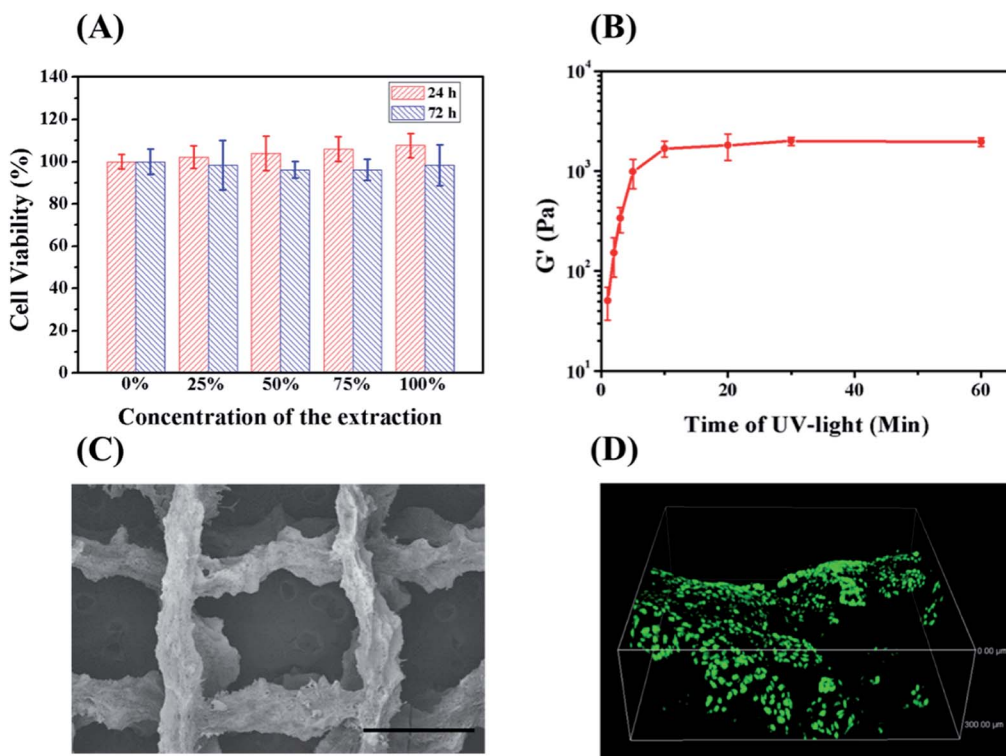 (A)
Cell Viability (%)
140
120
100
80
60
40
20
0
24 h
72 h
0% 25% 50% 75% 100%
Concentration of the extraction
(B)
G' (Pa)
10⁴
10³
10²
10¹
0 20 40 60
Time of UV-light (Min)
(C)
(D)
0.00 µm
300.00 µm